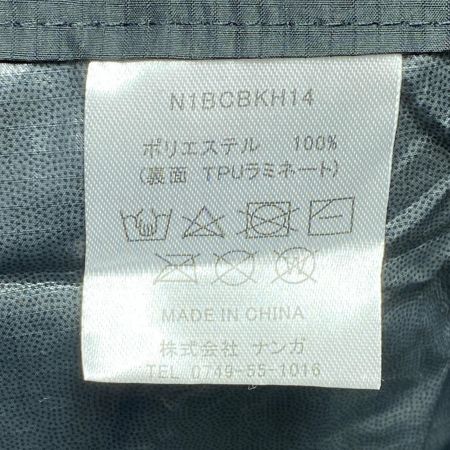 N1BCBKH14
ポリエステル 100%
(裏面 TPUラミネート)
MADE IN CHINA
株式会社 ナンガ
TEL 0749-55-1016